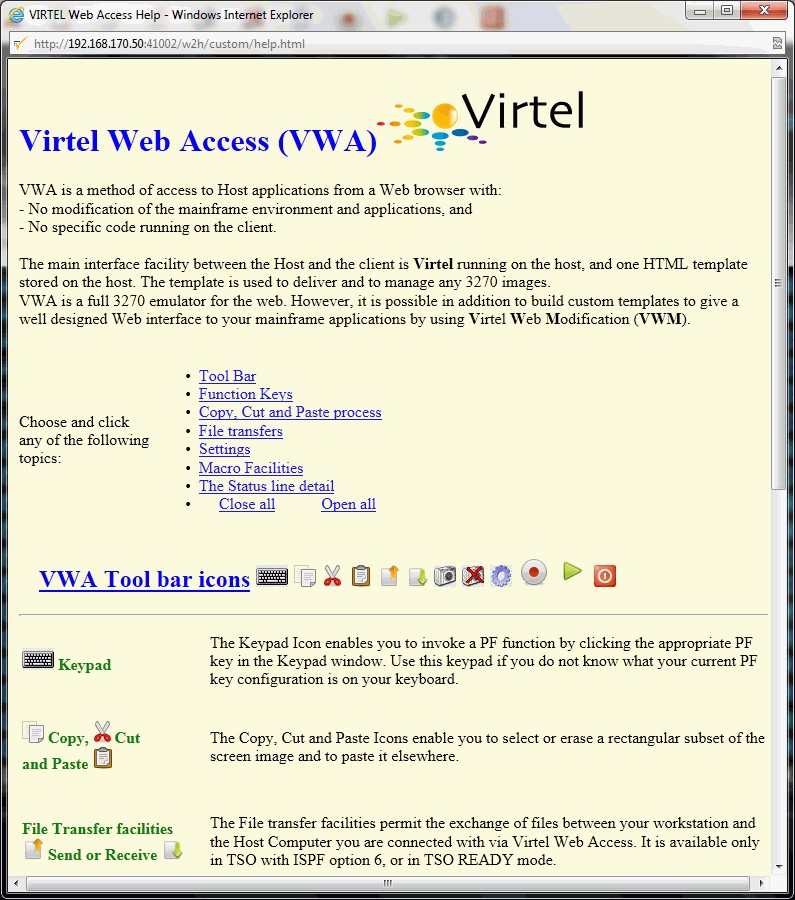 VIRTEL Web Access Help - Windows Internet Explorer
http://192.168.170.50:41002/w2h/custom/help.html
Virtel Web Access (VWA) Virtel
VWA is a method of access to Host applications from a Web browser with:
- No modification of the mainframe environment and applications, and
- No specific code running on the client.
The main interface facility between the Host and the client is Virtel running on the host, and one HTML template
stored on the host. The template is used to deliver and to manage any 3270 images.
VWA is a full 3270 emulator for the web. However, it is possible in addition to build custom templates to give a
well designed Web interface to your mainframe applications by using Virtel Web Modification (VWM).
Choose and click
any of the following
topics:
• Tool Bar
• Function Keys
• Copy, Cut and Paste process
• File transfers
• Settings
• Macro Facilities
• The Status line detail
• Close all Open all
VWA Tool bar icons
Keypad
The Keypad Icon enables you to invoke a PF function by clicking the appropriate PF
key in the Keypad window. Use this keypad if you do not know what your current PF
key configuration is on your keyboard.
Copy, Cut
and Paste
The Copy, Cut and Paste Icons enable you to select or erase a rectangular subset of the
screen image and to paste it elsewhere.
File Transfer facilities
Send or Receive
The File transfer facilities permit the exchange of files between your workstation and
the Host Computer you are connected with via Virtel Web Access. It is available only
in TSO with ISPF option 6, or in TSO READY mode.